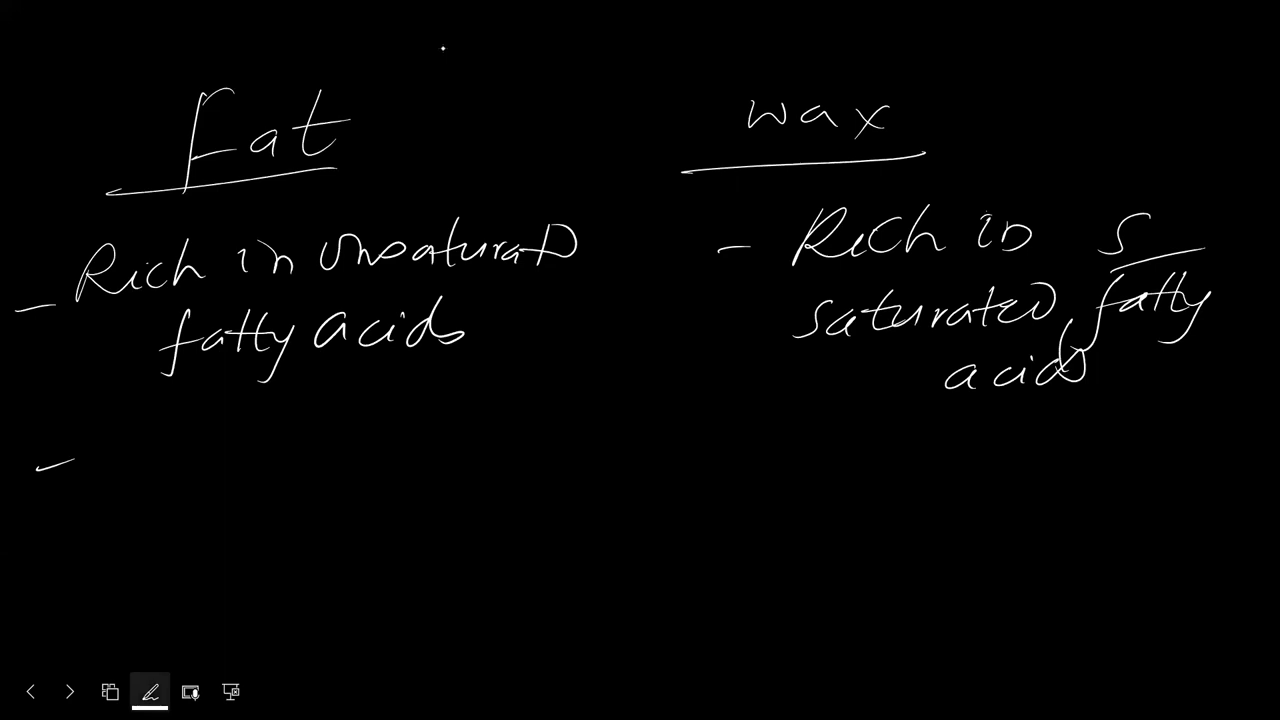 Fat
- Rich in Unsaturated
fatty acids
-
wax
- Rich in S
saturated, fatty
acids